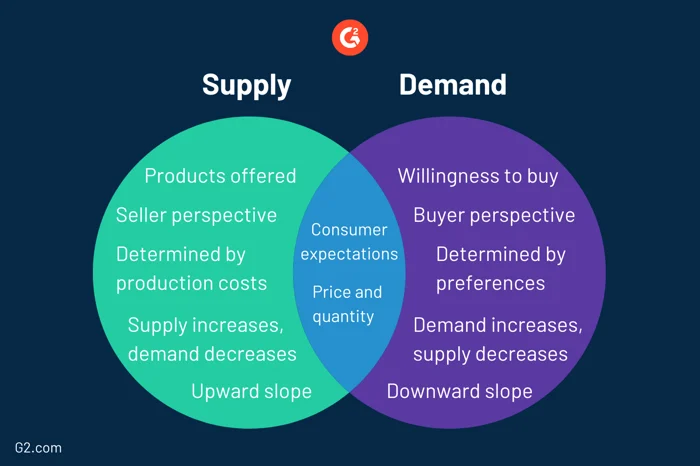 G2
Supply
Demand
Products offered
Seller perspective
Determined by
production costs
Supply increases,
demand decreases
Upward slope
Consumer
expectations
Price and
quantity
Willingness to buy
Buyer perspective
Determined by
preferences
Demand increases,
supply decreases
Downward slope
G2.com